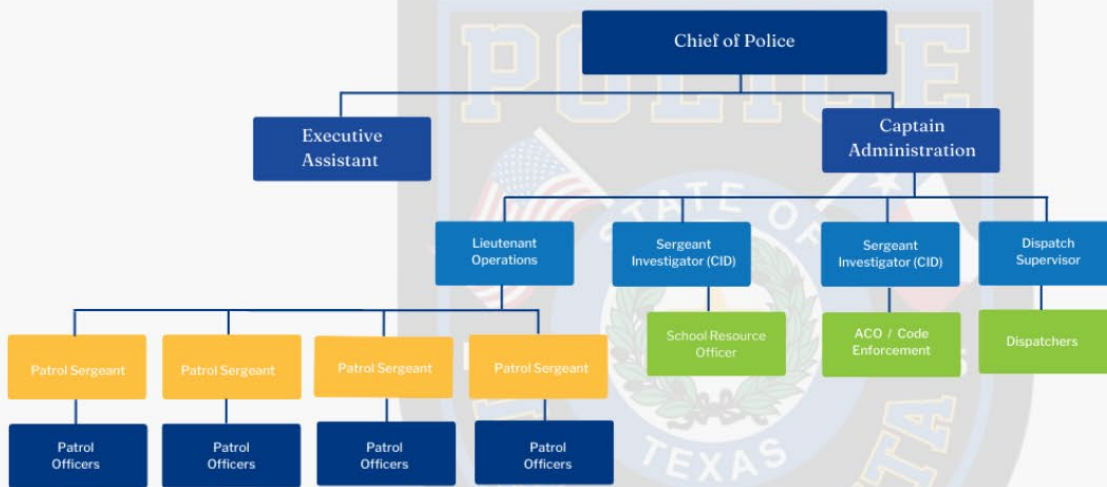 POLICE
Chief of Police
Executive
Assistant
Captain
Administration
STATE OF
Lieutenant
Operations
Sergeant
Investigator (CID)
Sergeant
Investigator (CID)
Dispatch
Supervisor
School Resource
Officer
ACO / Code
Enforcement
Dispatchers
Patrol Sergeant
Patrol Sergeant
Patrol Sergeant
Patrol Sergeant
Patrol
Officers
Patrol
Officers
Patrol
Officers
Patrol
Officers
TEXAS